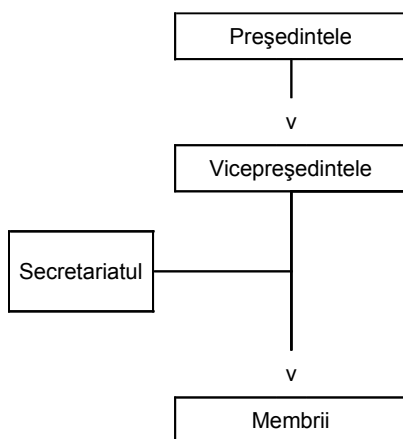 Preşedintele
v
Vicepreşedintele
Secretariatul
v
Membrii